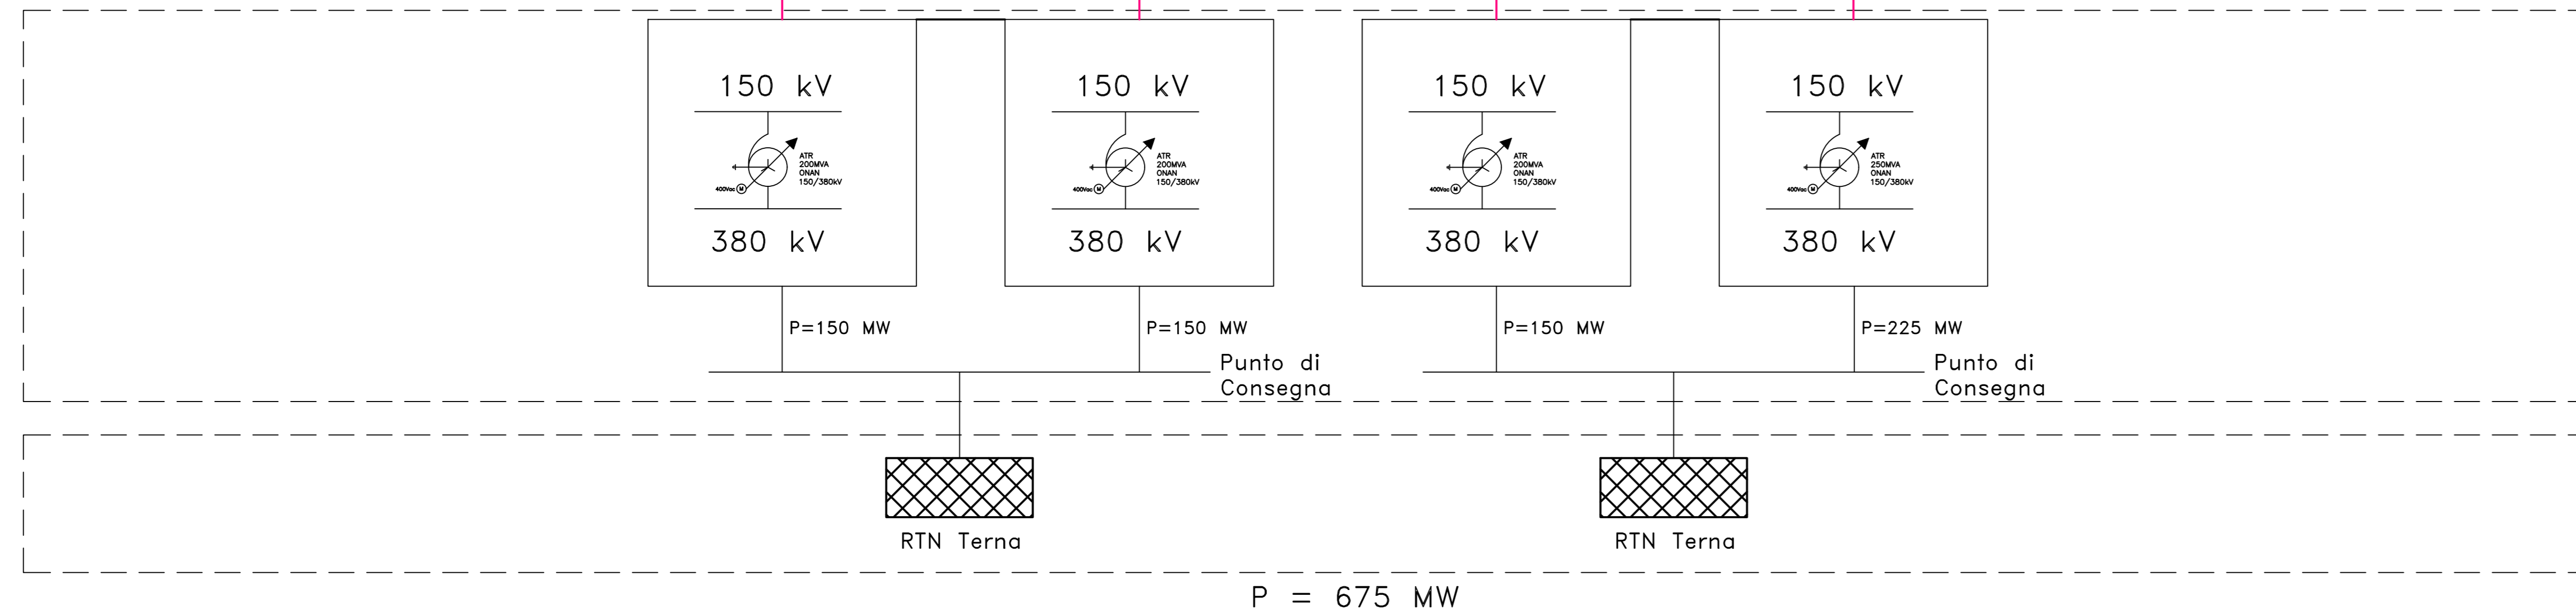 150 kV
150 kV
150 kV
150 kV
ATR
200MVA
ONAN
150/380kV
400Vac M
ATR
200MVA
ONAN
150/380kV
400Vac M
ATR
200MVA
ONAN
150/380kV
400Vac M
ATR
250MVA
ONAN
150/380kV
400Vac M
380 kV
380 kV
380 kV
380 kV
P=150 MW
P=150 MW
P=150 MW
P=225 MW
Punto di
Consegna
Punto di
Consegna
RTN Terna
RTN Terna
P = 675 MW